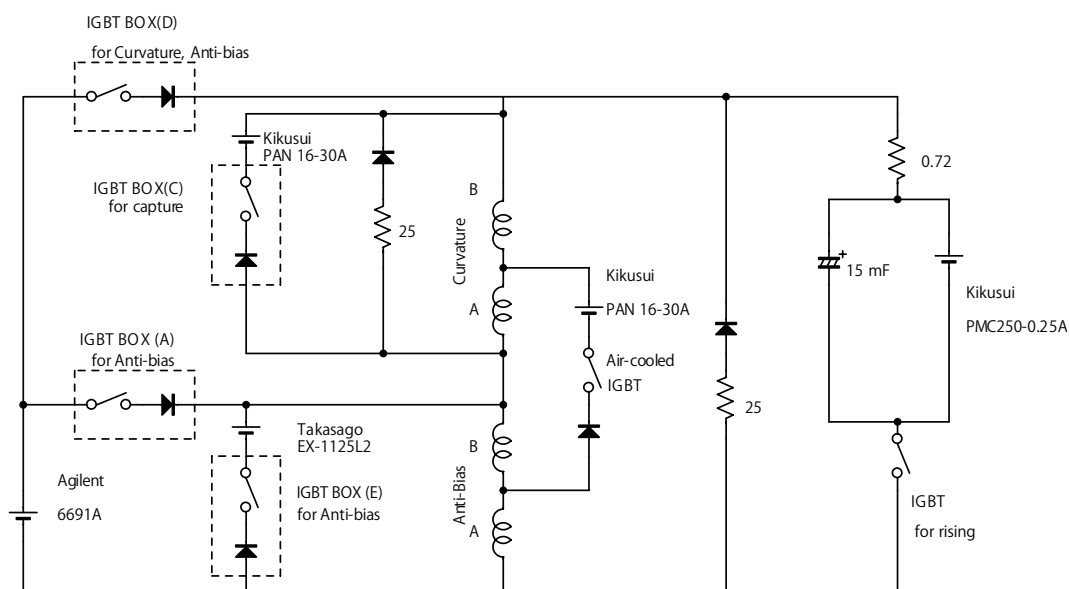 IGBT BOX(D)
for Curvature, Anti-bias
Kikusui
PAN 16-30A
IGBT BOX(C)
for capture
25
B
Curvature
A
0.72
+
15 mF
Kikusui
PMC250-0.25A
Kikusui
PAN 16-30A
Air-cooled
IGBT
25
IGBT BOX (A)
for Anti-bias
Takasago
EX-1125L2
IGBT BOX (E)
for Anti-bias
B
Anti-Bias
A
Agilent
6691A
IGBT
for rising